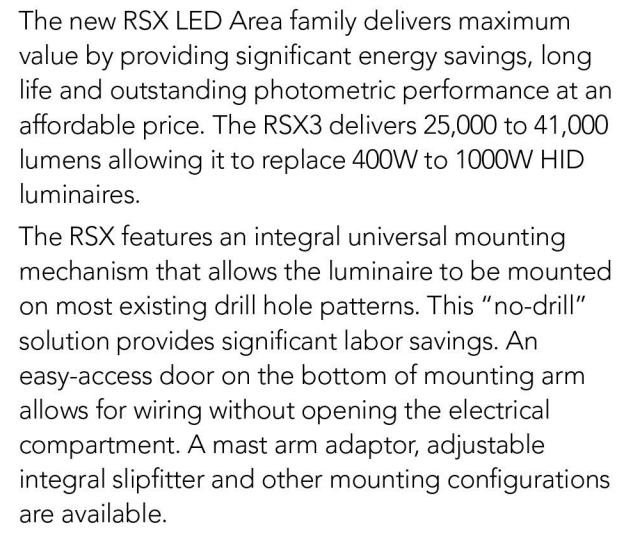 The new RSX LED Area family delivers maximum
value by providing significant energy savings, long
life and outstanding photometric performance at an
affordable price. The RSX3 delivers 25,000 to 41,000
lumens allowing it to replace 400W to 1000W HID
luminaires.
The RSX features an integral universal mounting
mechanism that allows the luminaire to be mounted
on most existing drill hole patterns. This “no-drill”
solution provides significant labor savings. An
easy-access door on the bottom of mounting arm
allows for wiring without opening the electrical
compartment. A mast arm adaptor, adjustable
integral slipfitter and other mounting configurations
are available.